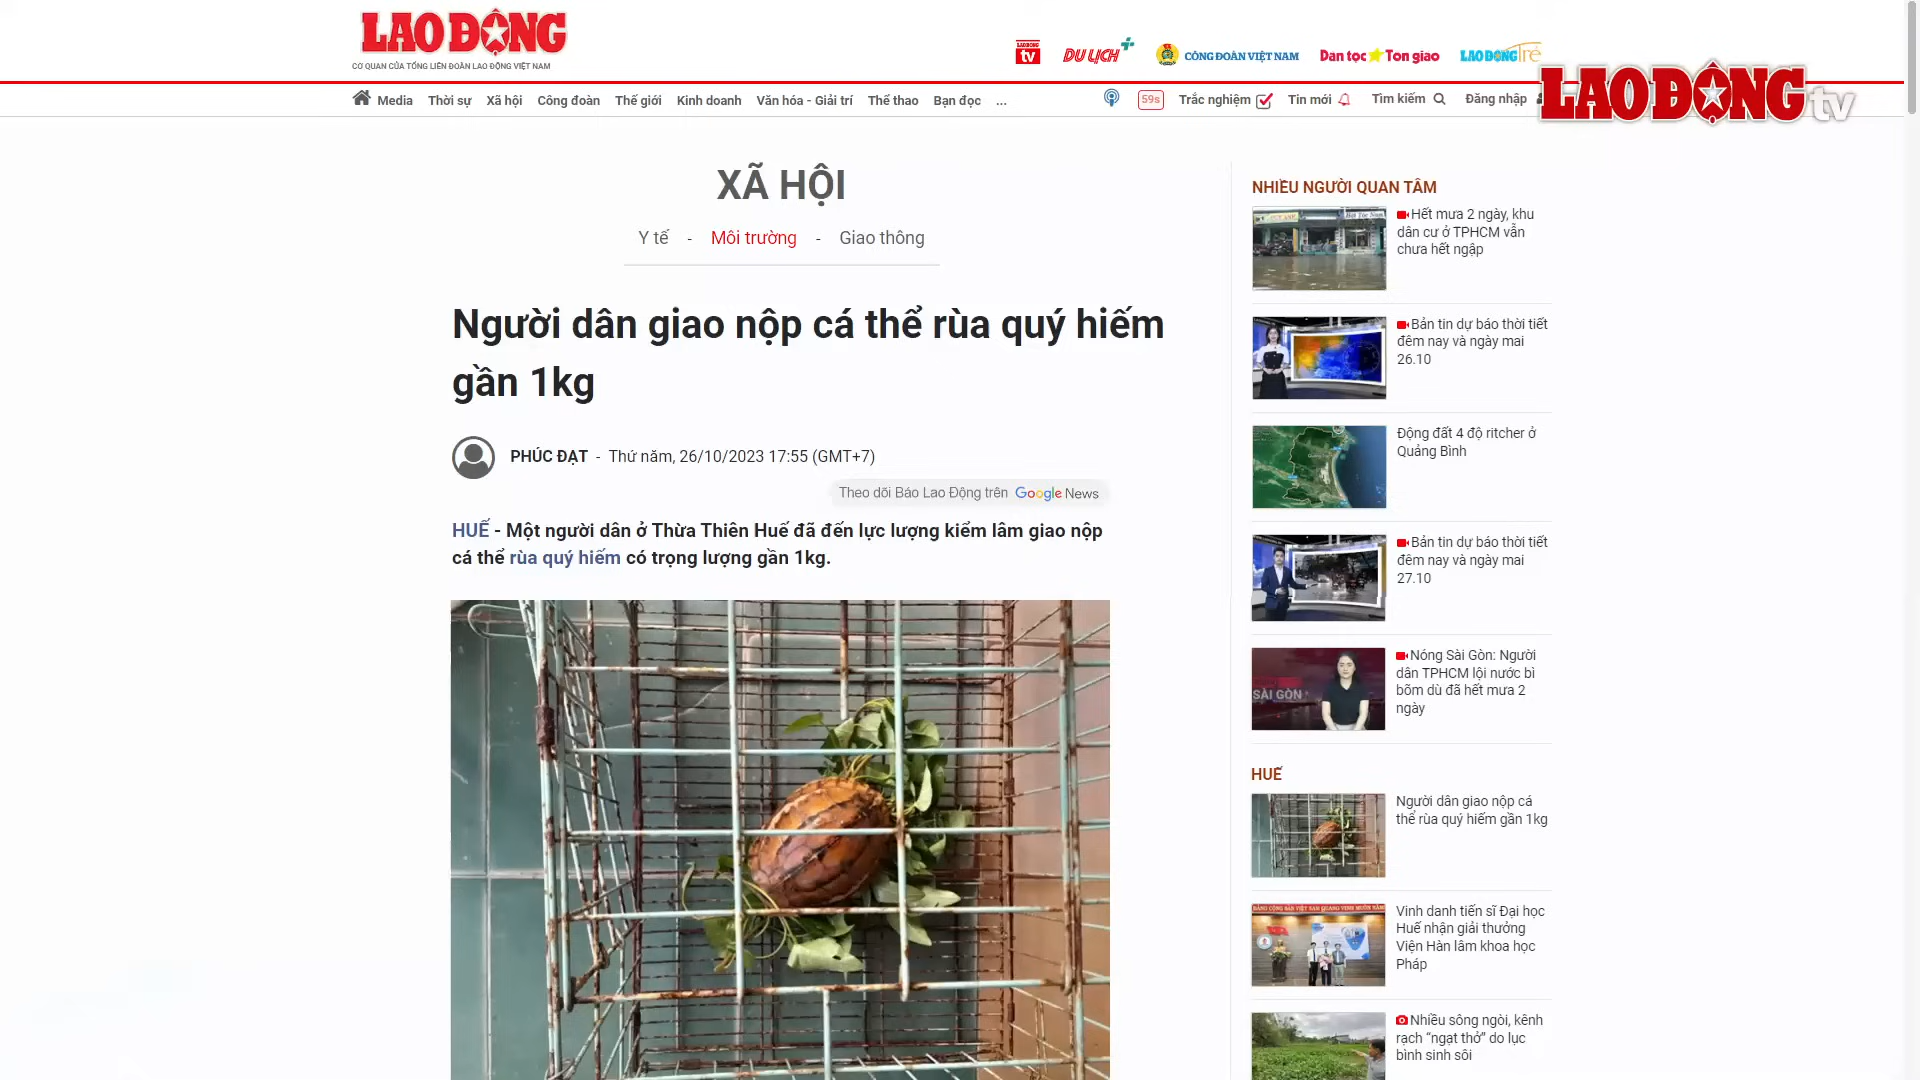 LAO ĐỘNG
CƠ QUAN CỦA TỔNG LIÊN ĐOÀN LAO ĐỘNG VIỆT NAM
LAO ĐỘNG tv
DU LỊCH
CÔNG ĐOÀN VIỆT NAM
Dân tộc Tôn giáo
LAO ĐỘNG Trẻ
LAO ĐỘNG tv
Media Thời sự Xã hội Công đoàn Thế giới Kinh doanh Văn hóa - Giải trí Thể thao Bạn đọc ...
59s Trắc nghiệm Tin mới Tìm kiếm Đăng nhập
XÃ HỘI
Y tế - Môi trường - Giao thông
Người dân giao nộp cá thể rùa quý hiếm
gần 1kg
PHÚC ĐẠT - Thứ năm, 26/10/2023 17:55 (GMT+7)
Theo dõi Báo Lao Động trên Google News
HUẾ - Một người dân ở Thừa Thiên Huế đã đến lực lượng kiểm lâm giao nộp
cá thể rùa quý hiếm có trọng lượng gần 1kg.
NHIỀU NGƯỜI QUAN TÂM
Hết mưa 2 ngày, khu
dân cư ở TPHCM vẫn
chưa hết ngập
Bản tin dự báo thời tiết
đêm nay và ngày mai
26.10
Động đất 4 độ ritcher ở
Quảng Bình
Bản tin dự báo thời tiết
đêm nay và ngày mai
27.10
SÀI GÒN
Nóng Sài Gòn: Người
dân TPHCM lội nước bì
bõm dù đã hết mưa 2
ngày
HUẾ
Người dân giao nộp cá
thể rùa quý hiếm gần 1kg
Vinh danh tiến sĩ Đại học
Huế nhận giải thưởng
Viện Hàn lâm khoa học
Pháp
Nhiều sông ngòi, kênh
rạch “ngạt thở” do lục
bình sinh sôi